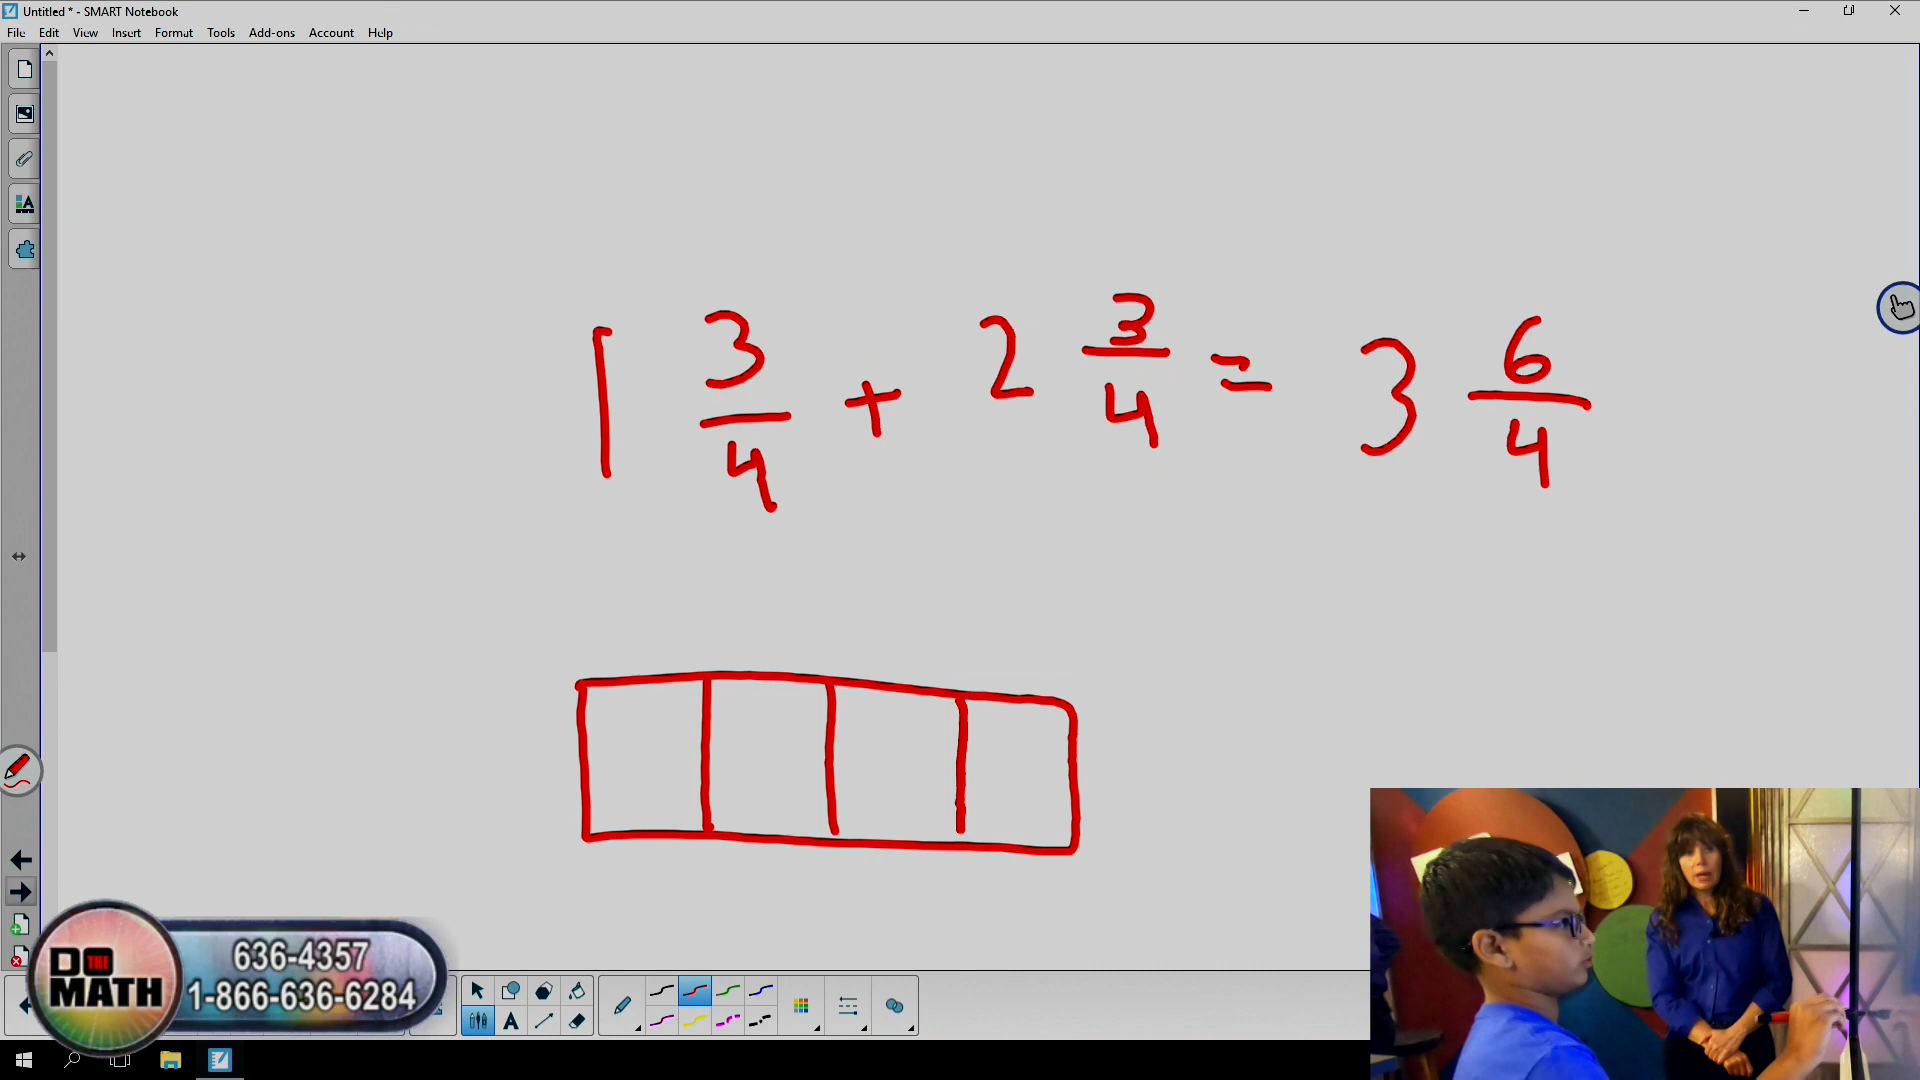 Untitled * - SMART Notebook
File Edit View Insert Format Tools Add-ons Account Help
1 3/4 + 2 3/4 = 3 6/4
DO THE MATH
636-4357
1-866-636-6284